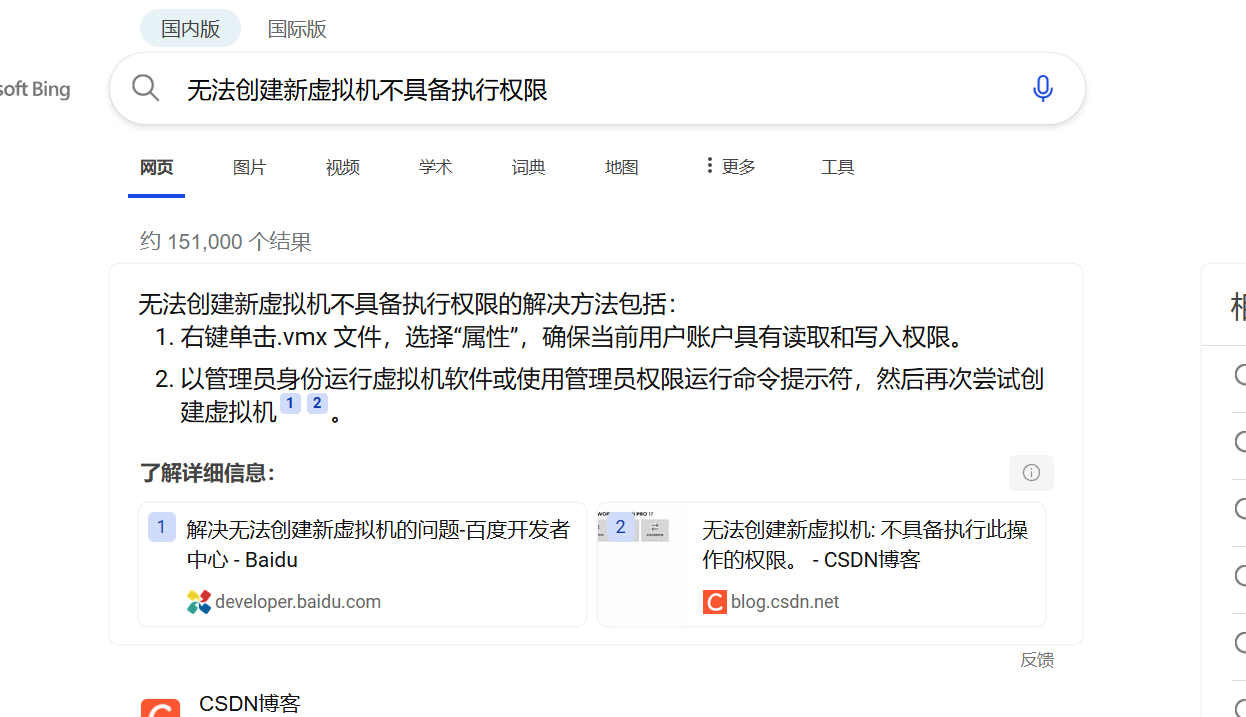 国内版 国际版
soft Bing
无法创建新虚拟机不具备执行权限
网页 图片 视频 学术 词典 地图 更多 工具
约 151,000 个结果
无法创建新虚拟机不具备执行权限的解决方法包括：
1. 右键单击.vmx 文件，选择“属性”，确保当前用户账户具有读取和写入权限。
2. 以管理员身份运行虚拟机软件或使用管理员权限运行命令提示符，然后再次尝试创
建虚拟机 1 2 。
了解详细信息：
1 解决无法创建新虚拟机的问题-百度开发者
中心 - Baidu
developer.baidu.com
2 无法创建新虚拟机: 不具备执行此操
作的权限。 - CSDN博客
blog.csdn.net
反馈
CSDN博客